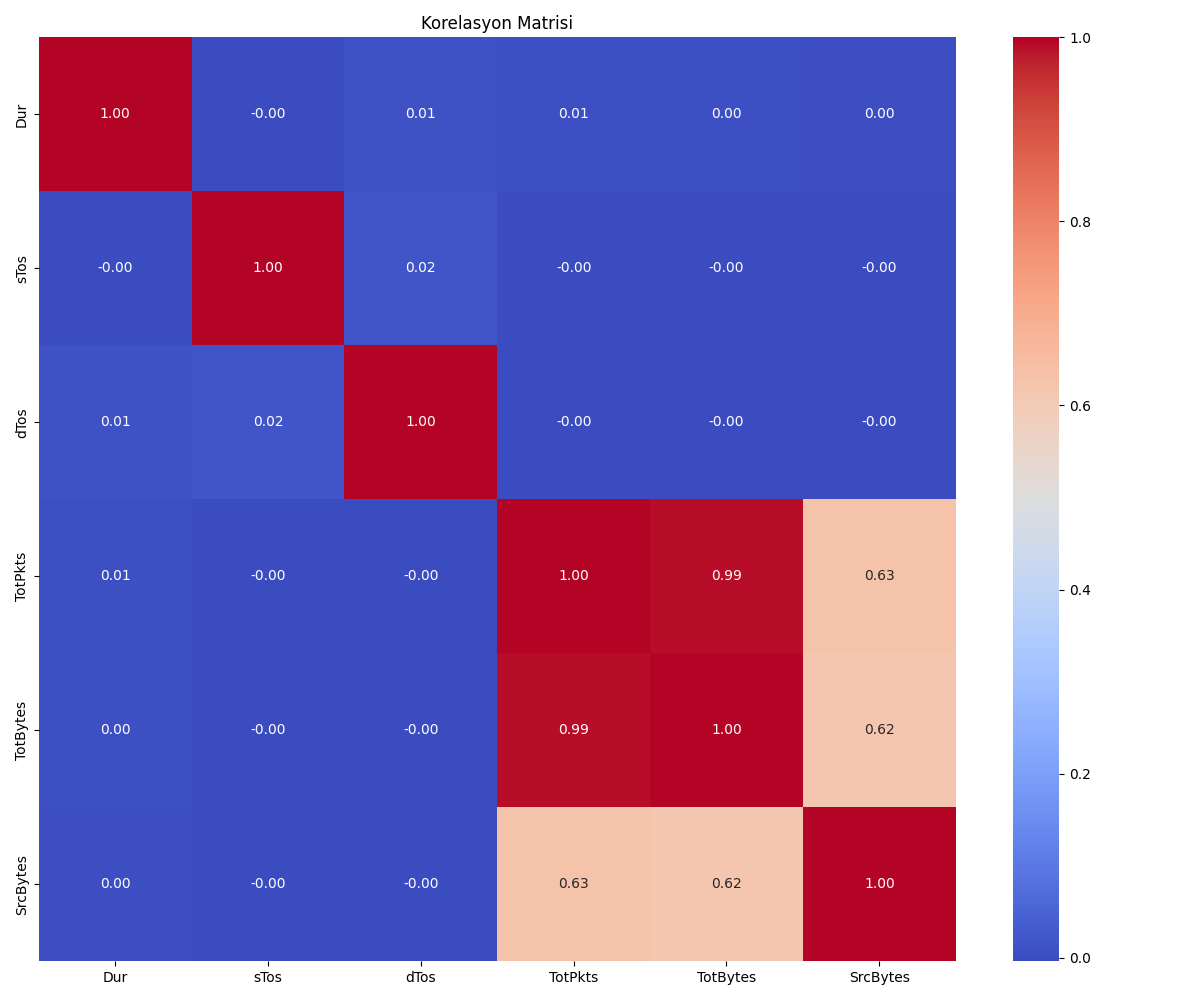 Korelasyon Matrisi
Dur 1.00 -0.00 0.01 0.01 0.00 0.00
sTos -0.00 1.00 0.02 -0.00 -0.00 -0.00
dTos 0.01 0.02 1.00 -0.00 -0.00 -0.00
TotPkts 0.01 -0.00 -0.00 1.00 0.99 0.63
TotBytes 0.00 -0.00 -0.00 0.99 1.00 0.62
SrcBytes 0.00 -0.00 -0.00 0.63 0.62 1.00
Dur sTos dTos TotPkts TotBytes SrcBytes
1.0
0.8
0.6
0.4
0.2
0.0